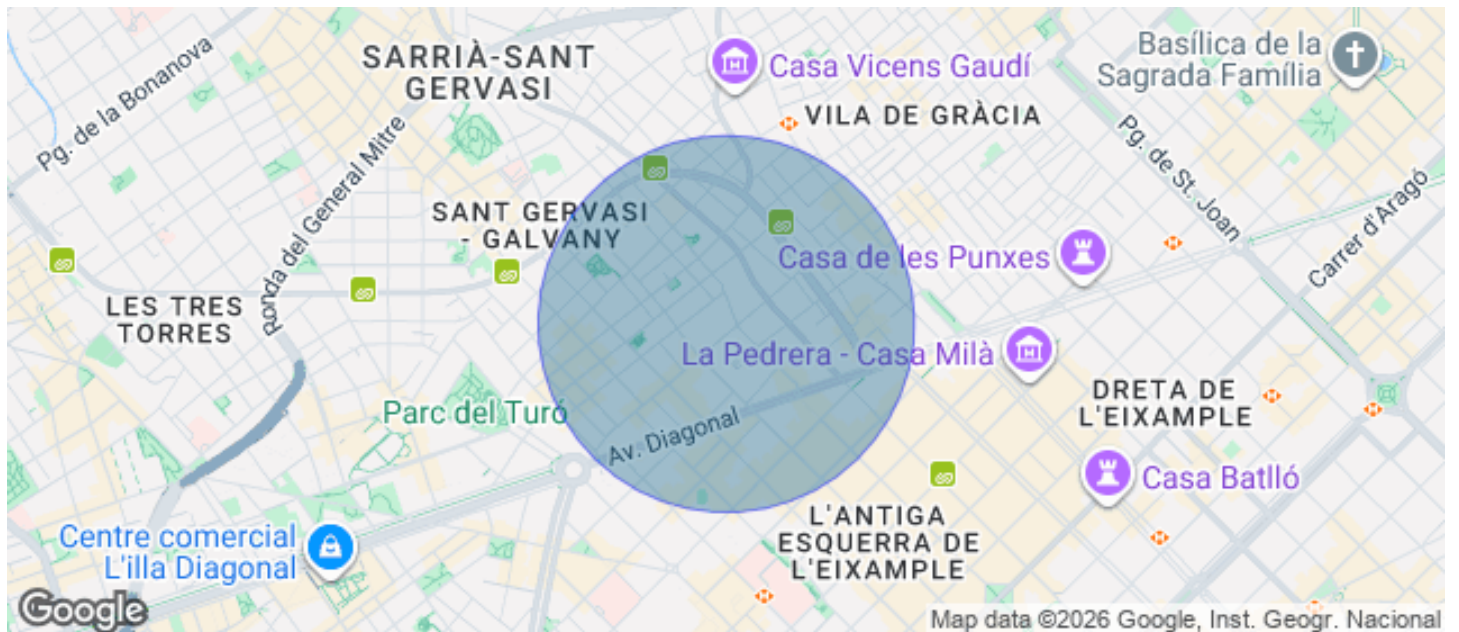 SARRIÀ-SANT
GERVASI
Casa Vicens Gaudí
Basílica de la
Sagrada Família
Pg. de la Bonanova
VILA DE GRÀCIA
Ronda del General Mitre
Pg. de St. Joan
SANT GERVASI
- GALVANY
Carrer d'Aragó
Casa de les Punxes
LES TRES
TORRES
La Pedrera - Casa Milà
DRETA DE
L'EIXAMPLE
Parc del Turó
Av. Diagonal
Casa Batlló
L'ANTIGA
ESQUERRA DE
L'EIXAMPLE
Centre comercial
L'illa Diagonal
Google
Map data ©2026 Google, Inst. Geogr. Nacional